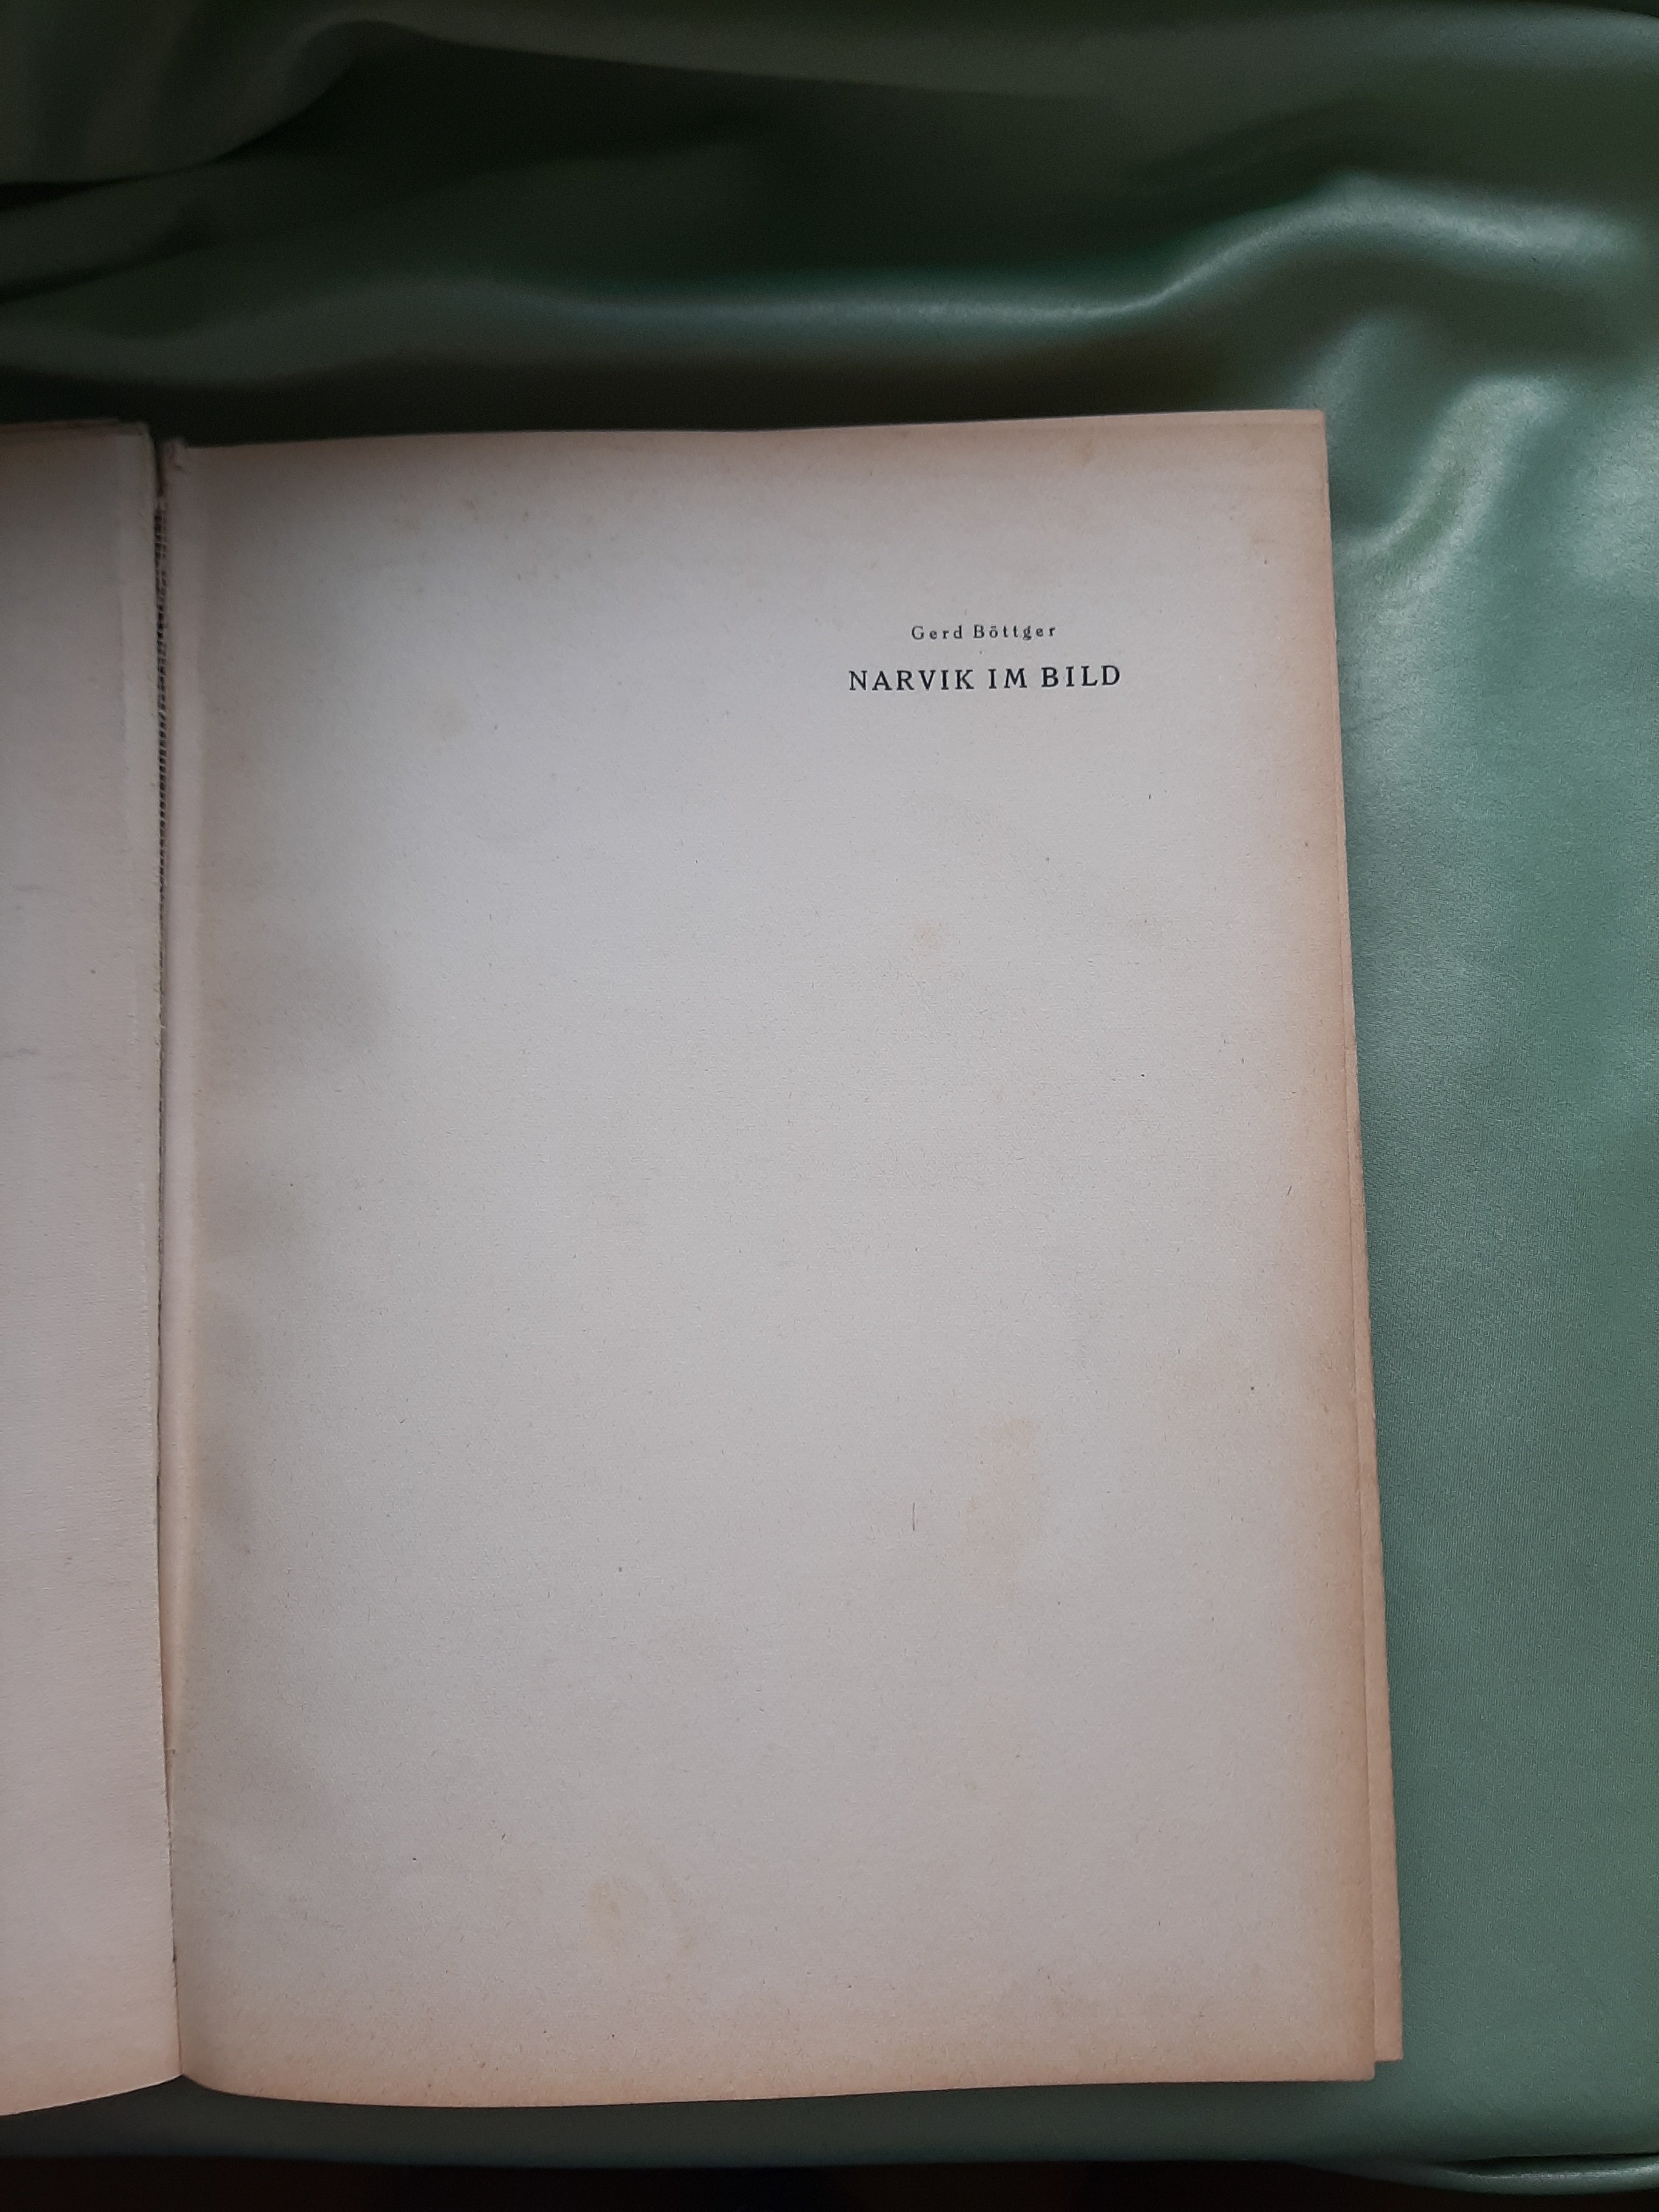 Gerd Böttger
NARVIK IM BILD